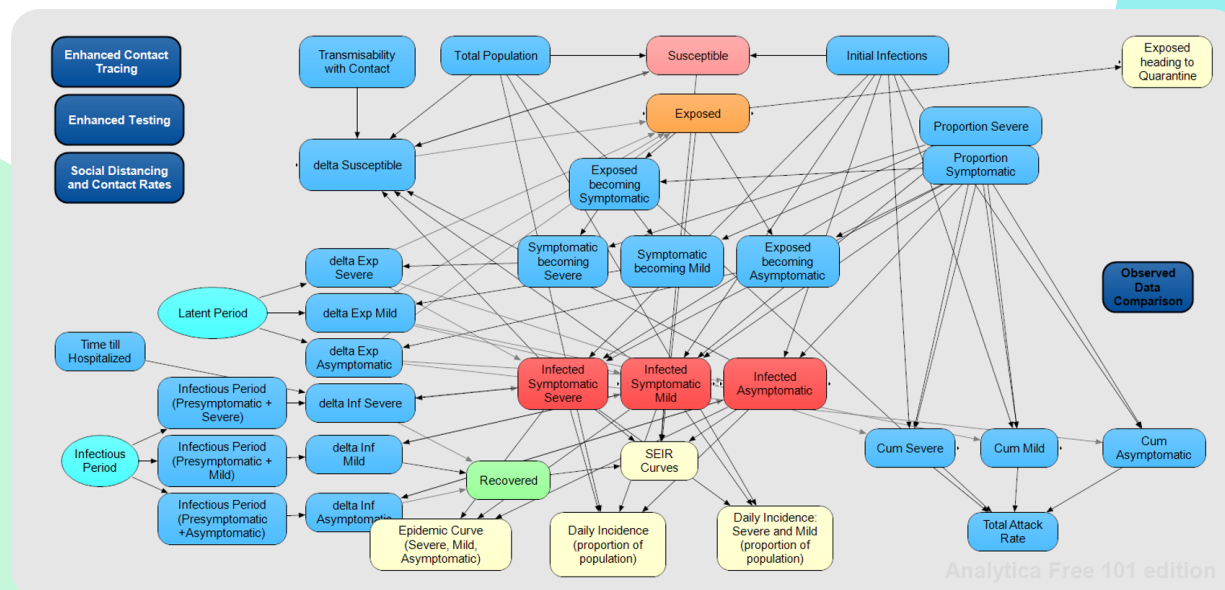 Enhanced Contact
Tracing
Enhanced Testing
Social Distancing
and Contact Rates
Transmisability
with Contact
Total Population
Susceptible
Initial Infections
Exposed
heading to
Quarantine
Exposed
Proportion Severe
Proportion
Symptomatic
delta Susceptible
Exposed
becoming
Symptomatic
Symptomatic
becoming
Severe
Symptomatic
becoming Mild
Exposed
becoming
Asymptomatic
delta Exp
Severe
Latent Period
delta Exp Mild
delta Exp
Asymptomatic
Observed
Data
Comparison
Time till
Hospitalized
Infected
Symptomatic
Severe
Infected
Symptomatic
Mild
Infected
Asymptomatic
Infectious Period
(Presymptomatic +
Severe)
delta Inf Severe
Infectious
Period
Infectious Period
(Presymptomatic +
Mild)
delta Inf
Mild
Infectious Period
(Presymptomatic
+Asymptomatic)
delta Inf
Asymptomatic
Recovered
SEIR
Curves
Cum Severe
Cum Mild
Cum
Asymptomatic
Epidemic Curve
(Severe, Mild,
Asymptomatic)
Daily Incidence
(proportion of
population)
Daily Incidence:
Severe and Mild
(proportion of
population)
Total Attack
Rate
Analytica Free 101 edition